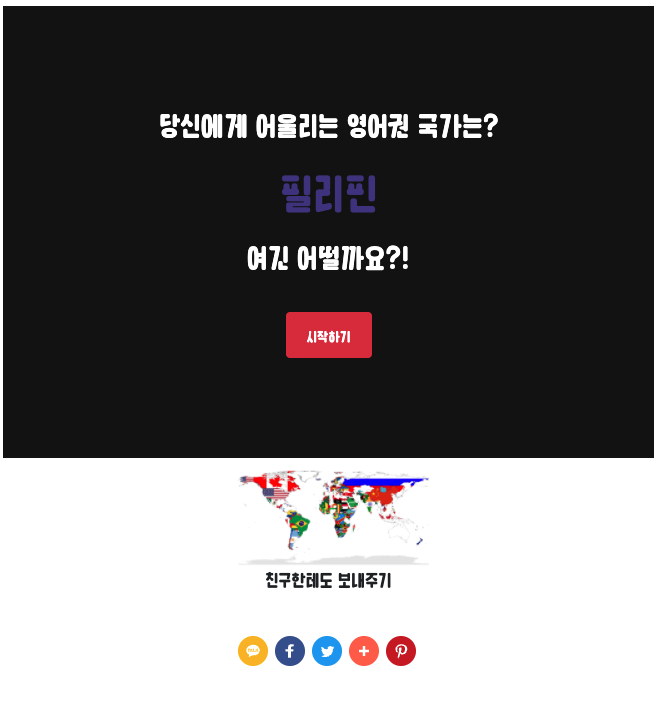 당신에게 어울리는 영어권 국가는?
필리핀
여긴 어떨까요?!
시작하기
친구한테도 보내주기